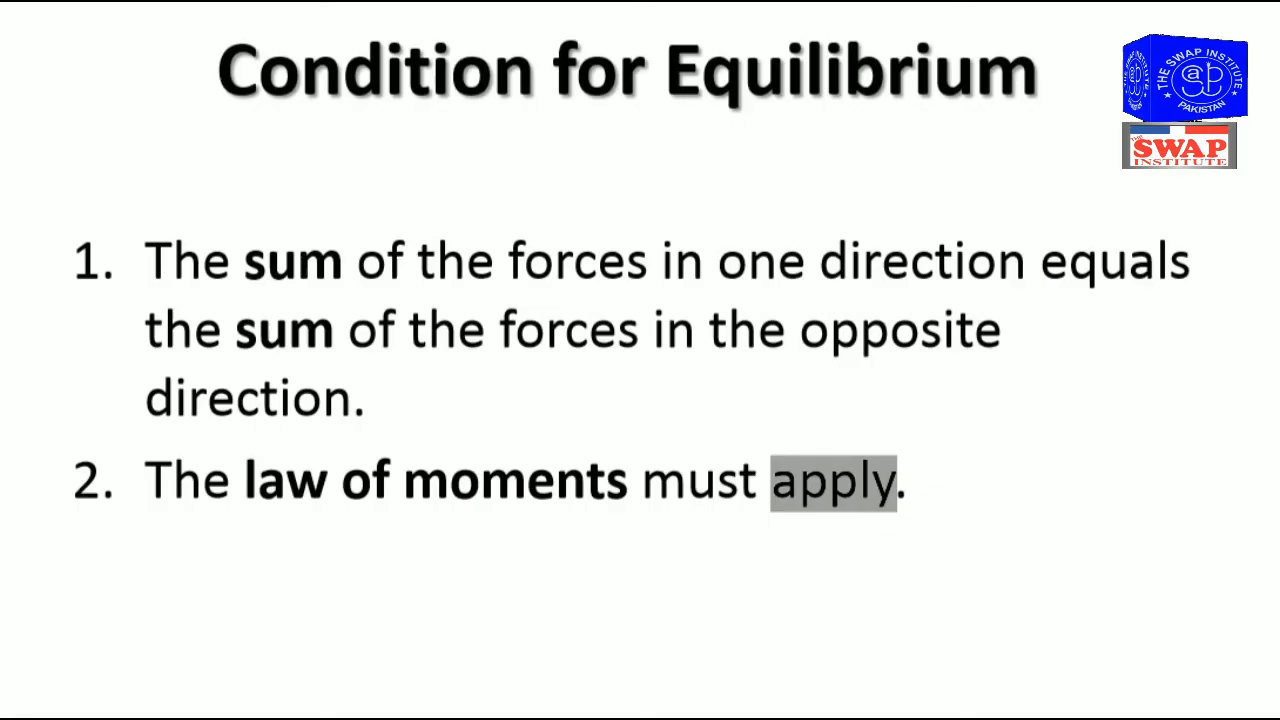 Condition for Equilibrium
THE SWAP INSTITUTE
PAKISTAN
SWAP
INSTITUTE
1. The sum of the forces in one direction equals
the sum of the forces in the opposite
direction.
2. The law of moments must apply.